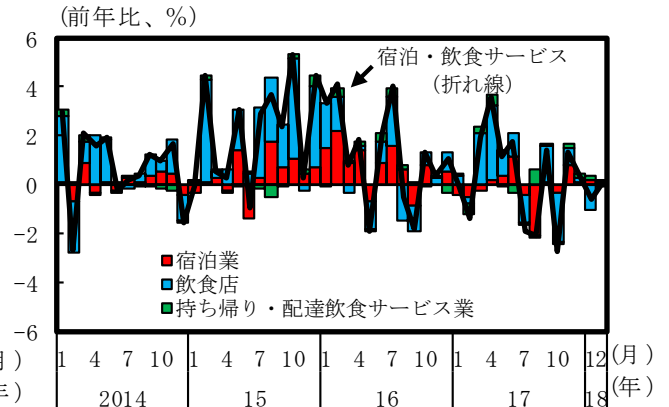 (前年比、%)
6
4
2
0
−2
−4
−6
宿泊・飲食サービス
(折れ線)
宿泊業
飲食店
持ち帰り・配達飲食サービス業
月) 1 4 7 10 1 4 7 10 1 4 7 10 1 4 7 10 12 (月)
年) 2014 15 16 17 18 (年)